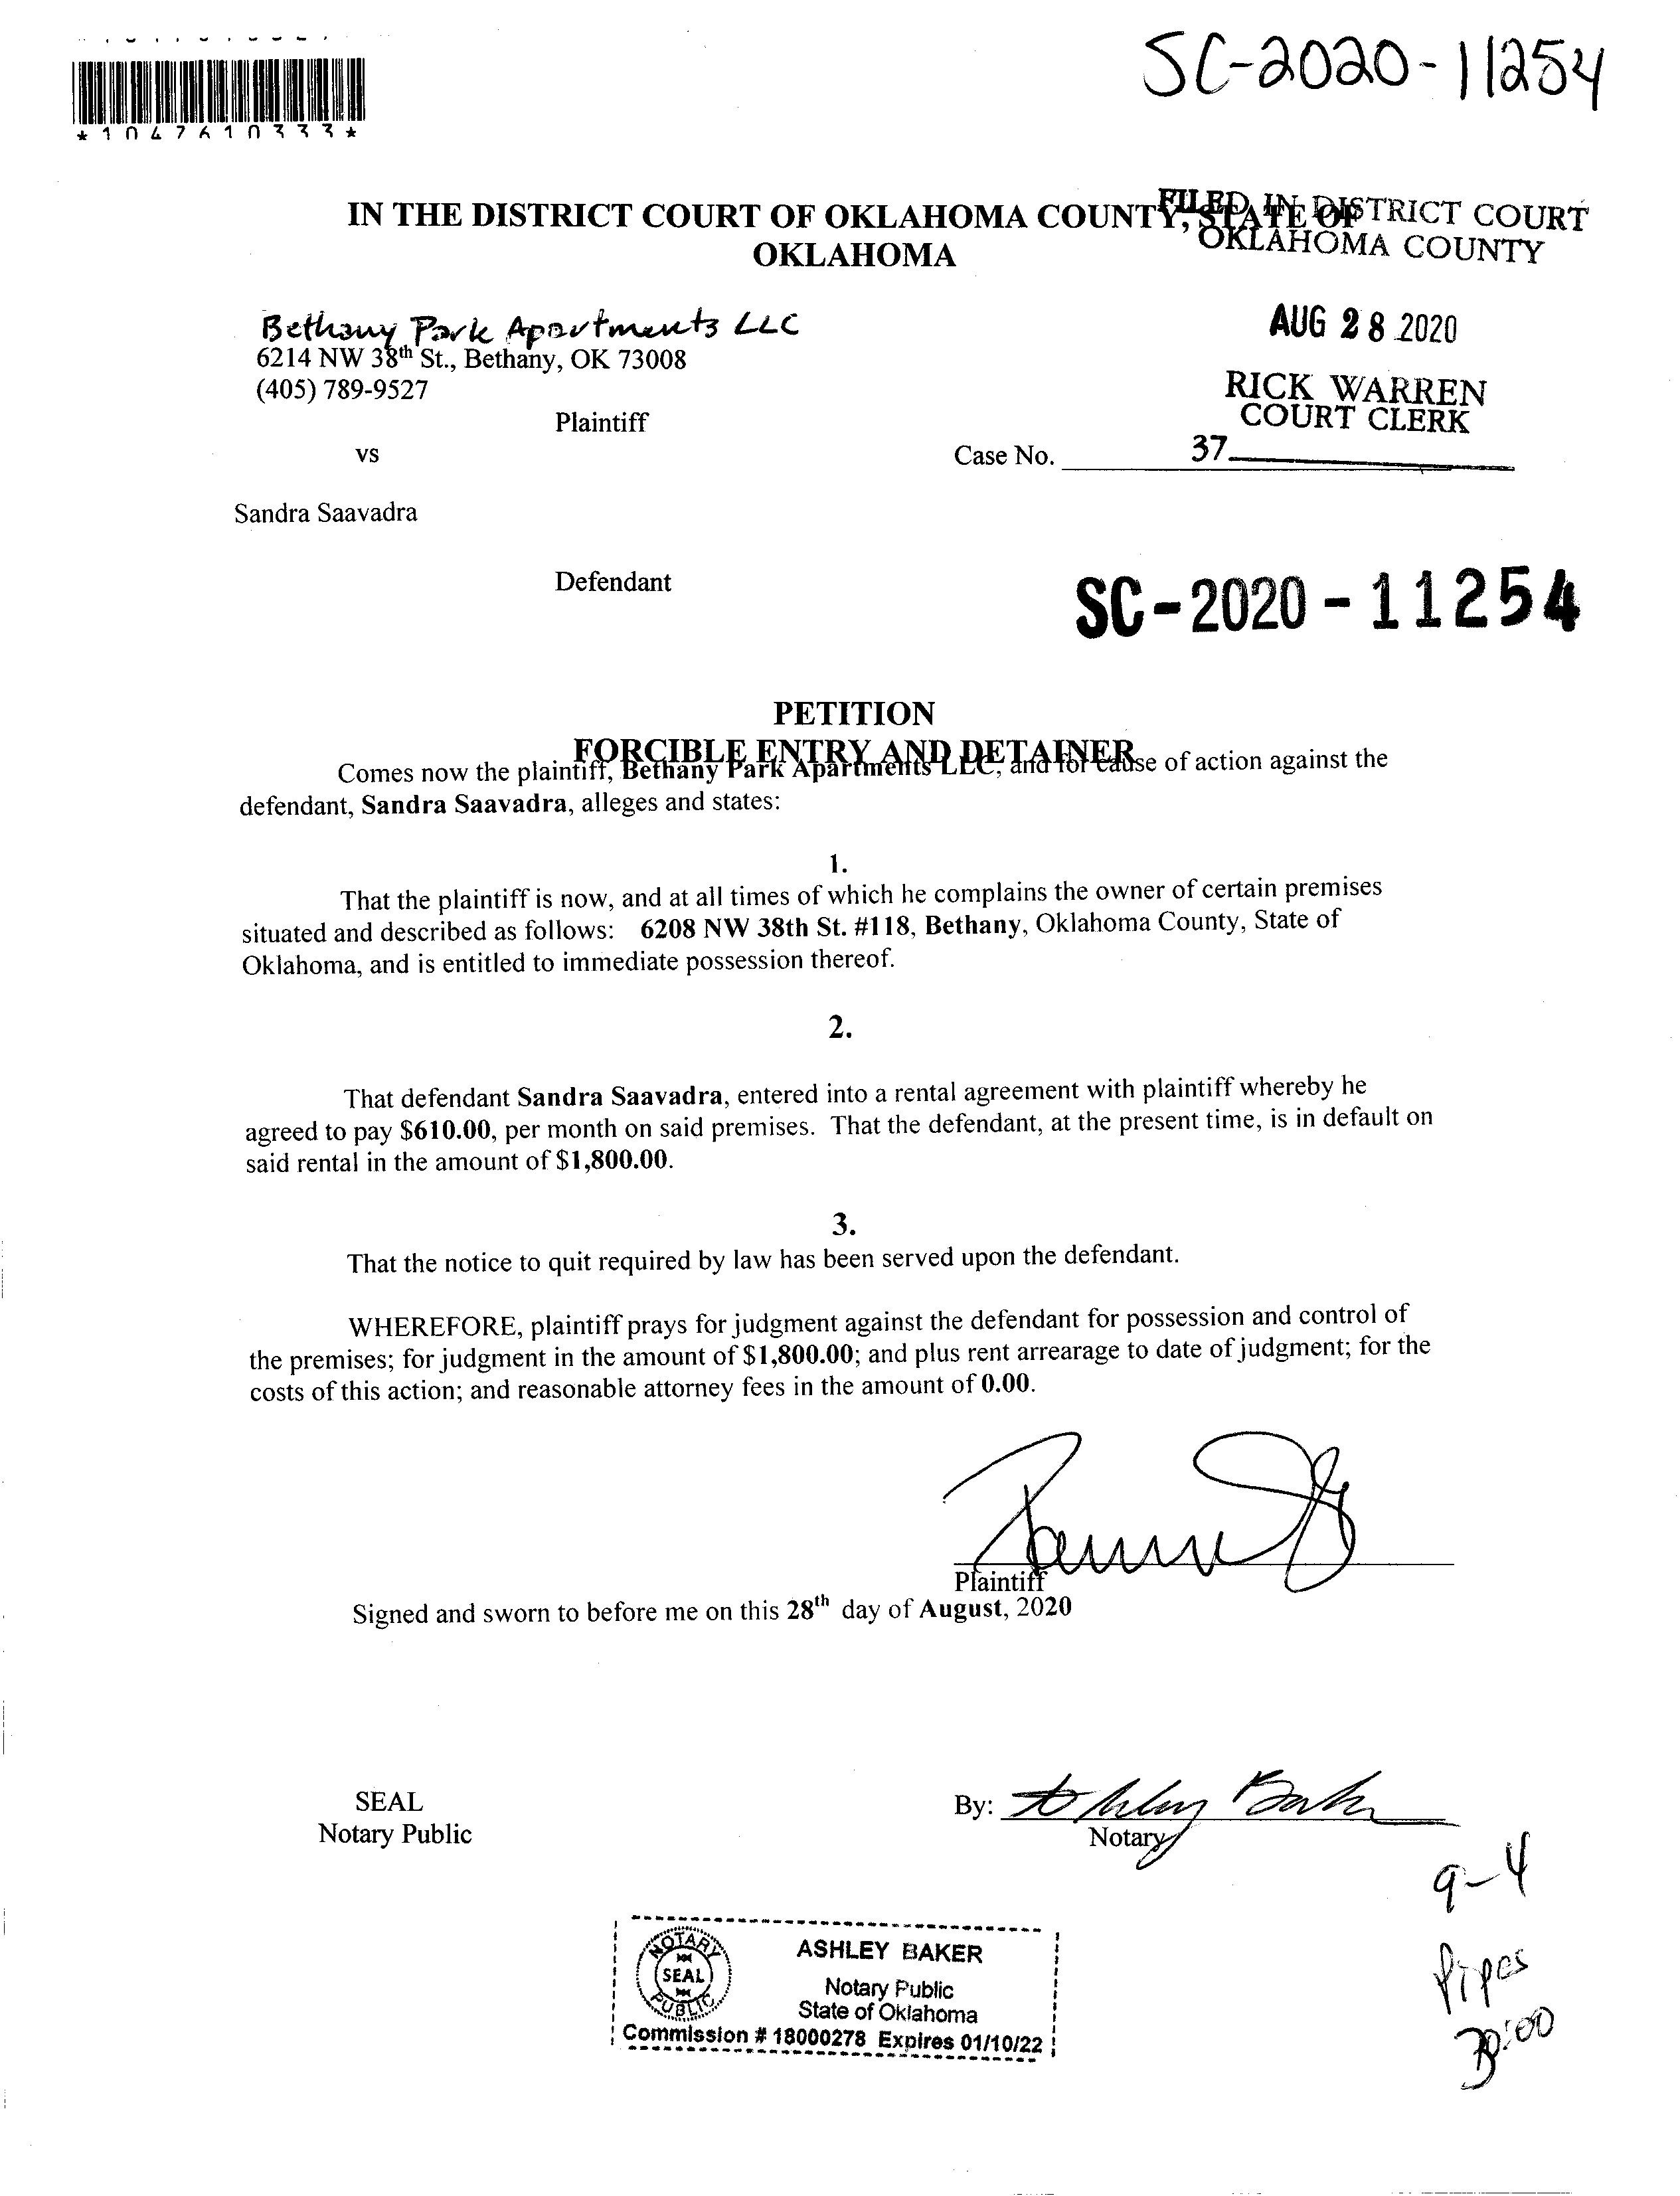 SC-2020-11254
*1047610333*
IN THE DISTRICT COURT OF OKLAHOMA COUNTY, STATE OF
OKLAHOMA
FILED IN DISTRICT COURT
OKLAHOMA COUNTY
AUG 28 2020
RICK WARREN
COURT CLERK
37
Bethany Park Apartments LLC
6214 NW 38th St., Bethany, OK 73008
(405) 789-9527
Plaintiff
vs
Case No.
Sandra Saavadra
Defendant
SC-2020-11254
PETITION
FORCIBLE ENTRY AND DETAINER
Comes now the plaintiff, Bethany Park Apartments LLC, and for cause of action against the
defendant, Sandra Saavadra, alleges and states:
1.
That the plaintiff is now, and at all times of which he complains the owner of certain premises
situated and described as follows: 6208 NW 38th St. #118, Bethany, Oklahoma County, State of
Oklahoma, and is entitled to immediate possession thereof.
2.
That defendant Sandra Saavadra, entered into a rental agreement with plaintiff whereby he
agreed to pay $610.00, per month on said premises. That the defendant, at the present time, is in default on
said rental in the amount of $1,800.00.
3.
That the notice to quit required by law has been served upon the defendant.
WHEREFORE, plaintiff prays for judgment against the defendant for possession and control of
the premises; for judgment in the amount of $1,800.00; and plus rent arrearage to date of judgment; for the
costs of this action; and reasonable attorney fees in the amount of 0.00.
Plaintiff
Signed and sworn to before me on this 28th day of August, 2020
SEAL
Notary Public
By: Ashley Baker
Notary
9-4
Pipes
NOTARY
SEAL
PUBLIC
ASHLEY BAKER
Notary Public
State of Oklahoma
Commission # 18000278 Expires 01/10/22